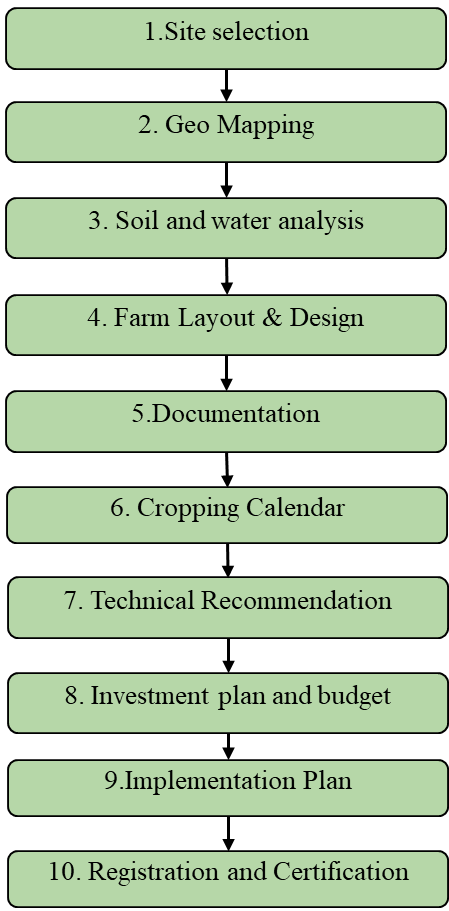 1.Site selection
2. Geo Mapping
3. Soil and water analysis
4. Farm Layout & Design
5.Documentation
6. Cropping Calendar
7. Technical Recommendation
8. Investment plan and budget
9.Implementation Plan
10. Registration and Certification